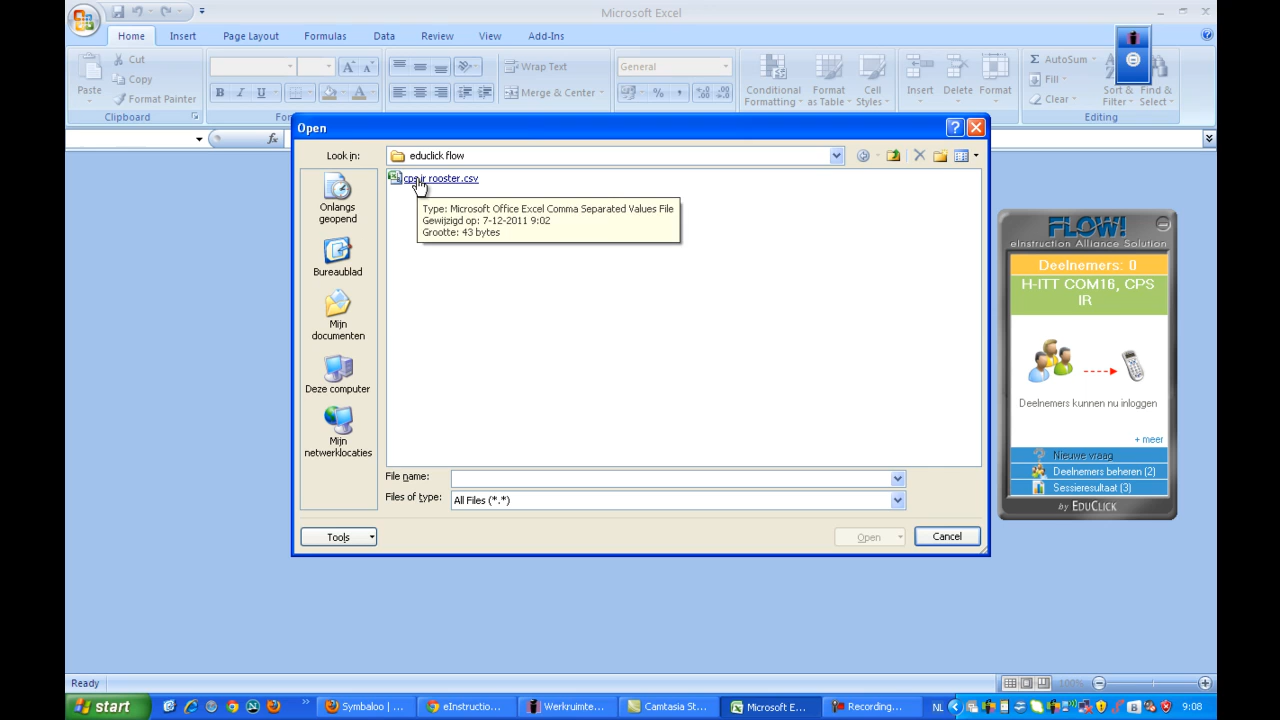 Microsoft Excel
Home Insert Page Layout Formulas Data Review View Add-Ins
Paste
Cut
Copy
Format Painter
Clipboard
B I U
Wrap Text
Merge & Center
General
Conditional Formatting
Format as Table
Cell Styles
Insert Delete Format
AutoSum
Fill
Clear
Sort & Filter
Find & Select
Editing
fx
Open
Look in: educlick flow
cps ir rooster.csv
Type: Microsoft Office Excel Comma Separated Values File
Gewijzigd op: 7-12-2011 9:02
Grootte: 43 bytes
Onlangs geopend
Bureaublad
Mijn documenten
Deze computer
Mijn netwerklocaties
File name:
Files of type: All Files (*.*)
Tools Open Cancel
FLOW!
eInstruction Alliance Solution
Deelnemers: 0
H-ITT COM16, CPS
IR
Deelnemers kunnen nu inloggen
+ meer
Nieuwe vraag
Deelnemers beheren (2)
Sessieresultaat (3)
by EDUCLICK
Ready 100%
start Symbaloo | ... eInstructio... Werkruimte... Camtasia St... Microsoft E... Recording... NL 9:08